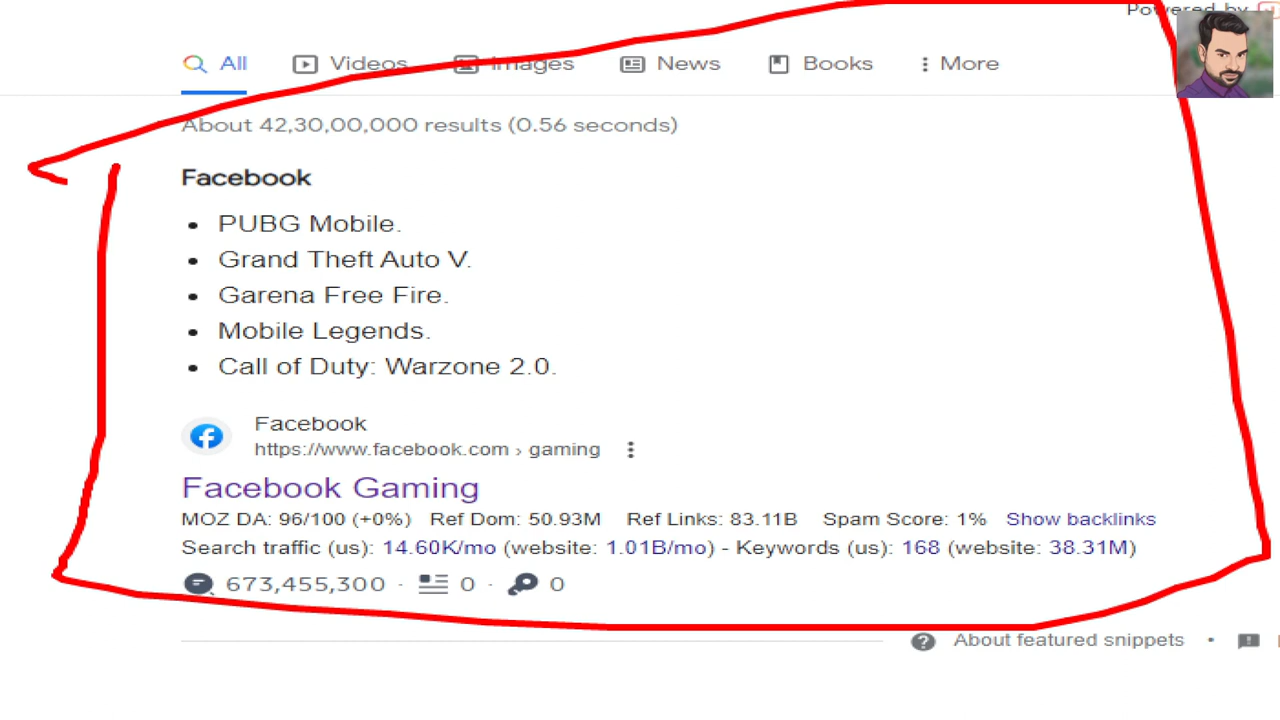 Powered by
All Videos Images News Books More
About 42,30,00,000 results (0.56 seconds)
Facebook
PUBG Mobile.
Grand Theft Auto V.
Garena Free Fire.
Mobile Legends.
Call of Duty: Warzone 2.0.
Facebook
https://www.facebook.com › gaming
Facebook Gaming
MOZ DA: 96/100 (+0%) Ref Dom: 50.93M Ref Links: 83.11B Spam Score: 1% Show backlinks
Search traffic (us): 14.60K/mo (website: 1.01B/mo) - Keywords (us): 168 (website: 38.31M)
673,455,300 · 0 · 0
About featured snippets •